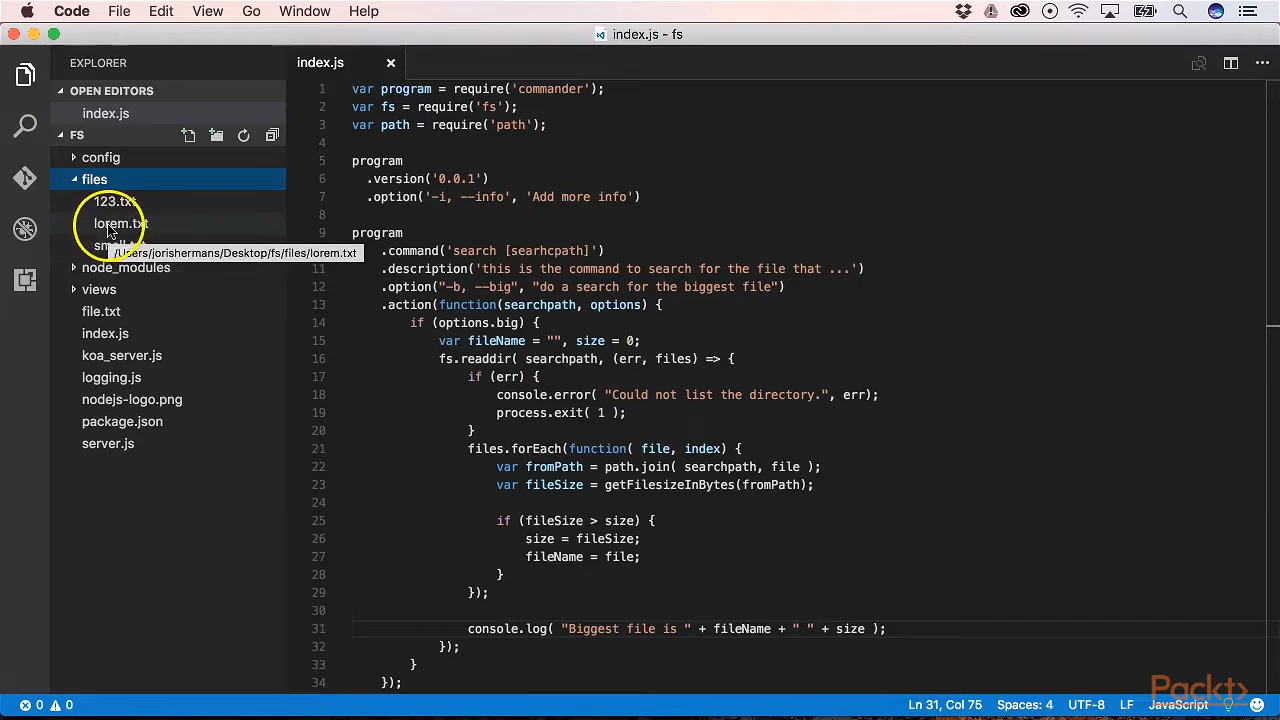 Code File Edit View Go Window Help
index.js - fs
EXPLORER
OPEN EDITORS
index.js
FS
config
files
123.txt
lorem.txt
/Users/jorishermans/Desktop/fs/files/lorem.txt
node_modules
views
file.txt
index.js
koa_server.js
logging.js
nodejs-logo.png
package.json
server.js
index.js
1 var program = require('commander');
2 var fs = require('fs');
3 var path = require('path');
4
5 program
6 .version('0.0.1')
7 .option('-i, --info', 'Add more info')
8
9 program
10 .command('search [searhcpath]')
11 .description('this is the command to search for the file that ...')
12 .option("-b, --big", "do a search for the biggest file")
13 .action(function(searchpath, options) {
14 if (options.big) {
15 var fileName = "", size = 0;
16 fs.readdir( searchpath, (err, files) => {
17 if (err) {
18 console.error( "Could not list the directory.", err);
19 process.exit( 1 );
20 }
21 files.forEach(function( file, index) {
22 var fromPath = path.join( searchpath, file );
23 var fileSize = getFilesizeInBytes(fromPath);
24
25 if (fileSize > size) {
26 size = fileSize;
27 fileName = file;
28 }
29 });
30
31 console.log( "Biggest file is " + fileName + " " + size );
32 });
33 }
34 });
Packt>
0 0 Ln 31, Col 75 Spaces: 4 UTF-8 LF JavaScript